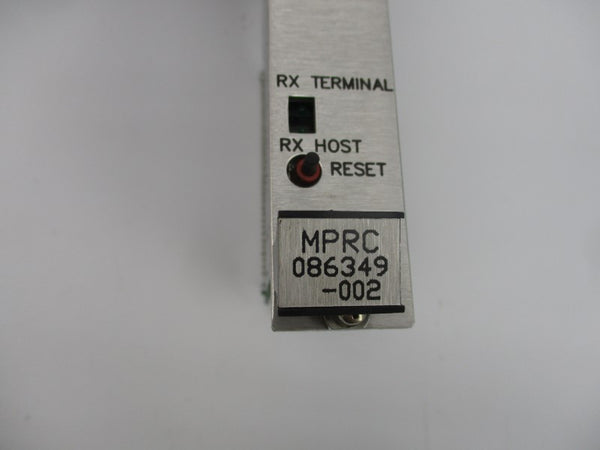 RX TERMINAL
RX HOST
RESET
MPRC
086349
-002